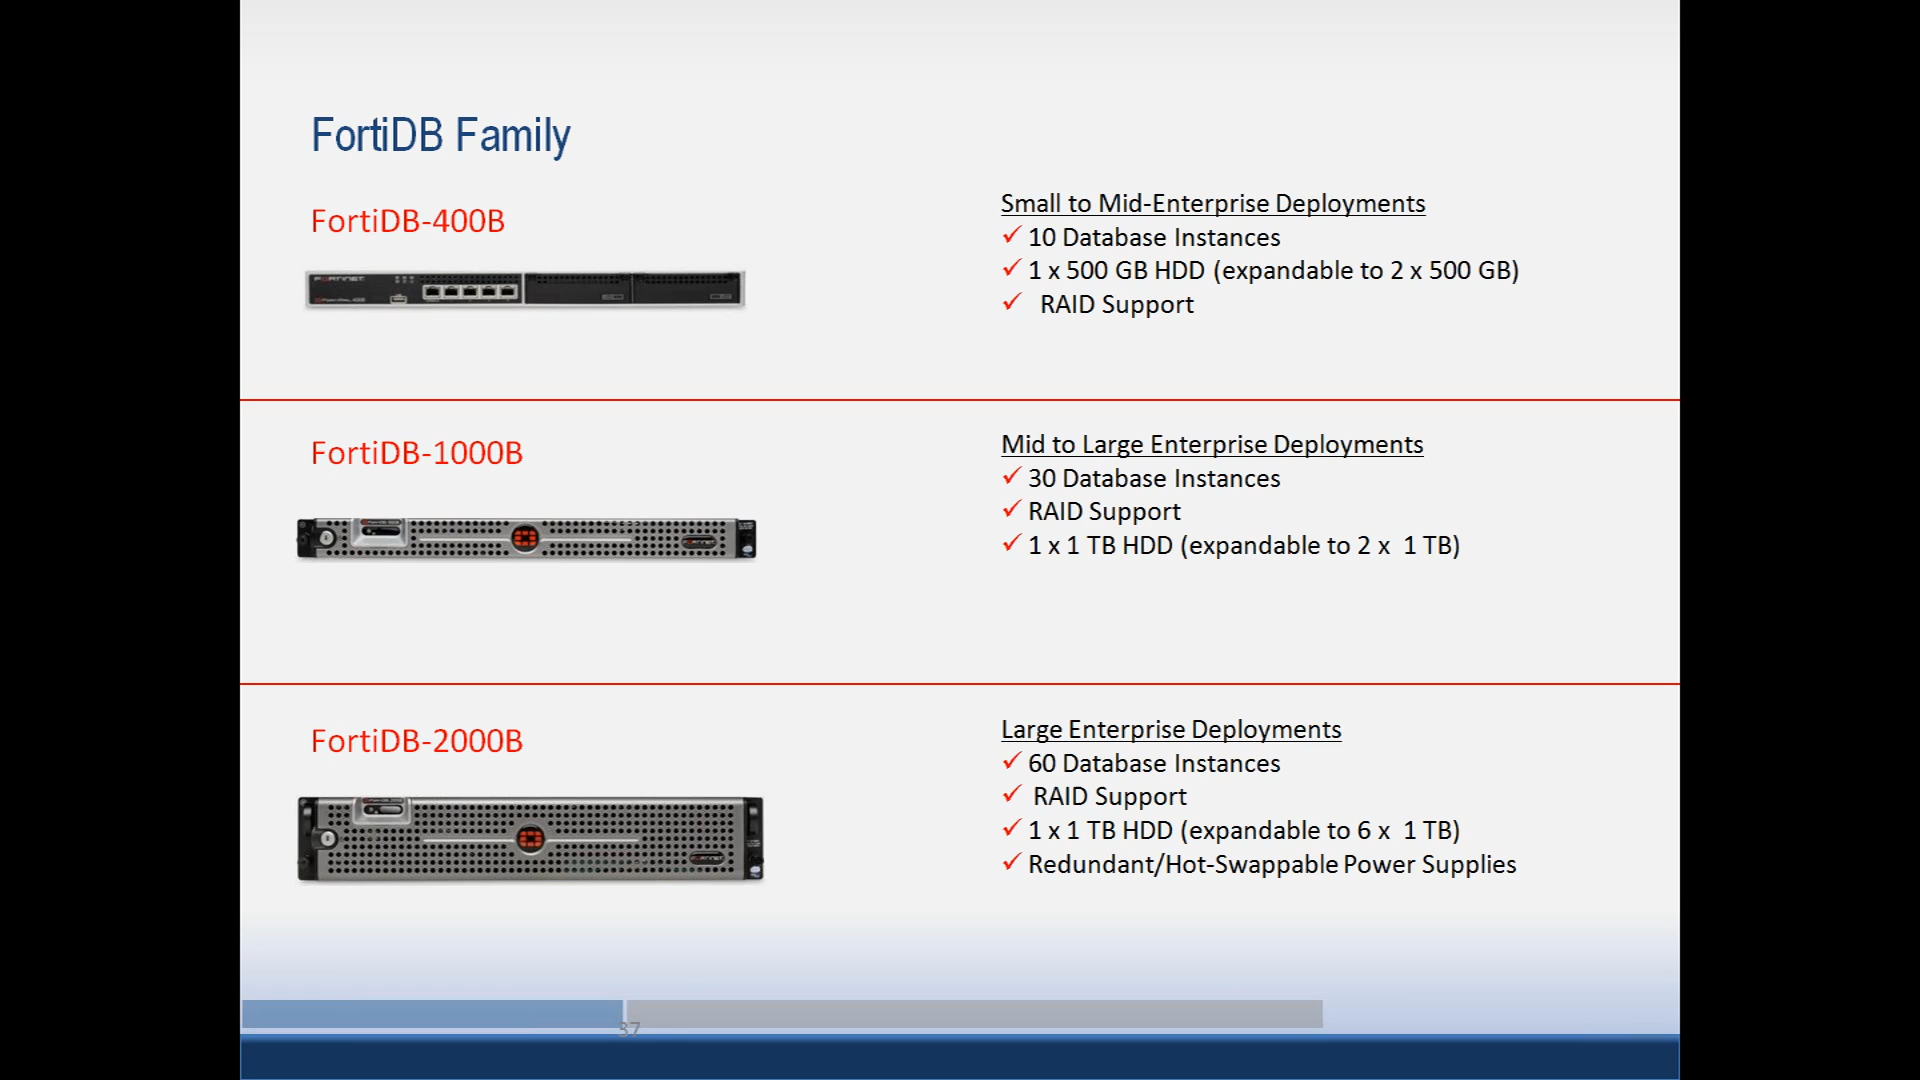 FortiDB Family
FortiDB-400B
FORTINET
Small to Mid-Enterprise Deployments
✓ 10 Database Instances
✓ 1 x 500 GB HDD (expandable to 2 x 500 GB)
✓ RAID Support
FortiDB-1000B
Mid to Large Enterprise Deployments
✓ 30 Database Instances
✓ RAID Support
✓ 1 x 1 TB HDD (expandable to 2 x 1 TB)
FortiDB-2000B
Large Enterprise Deployments
✓ 60 Database Instances
✓ RAID Support
✓ 1 x 1 TB HDD (expandable to 6 x 1 TB)
✓ Redundant/Hot-Swappable Power Supplies
37